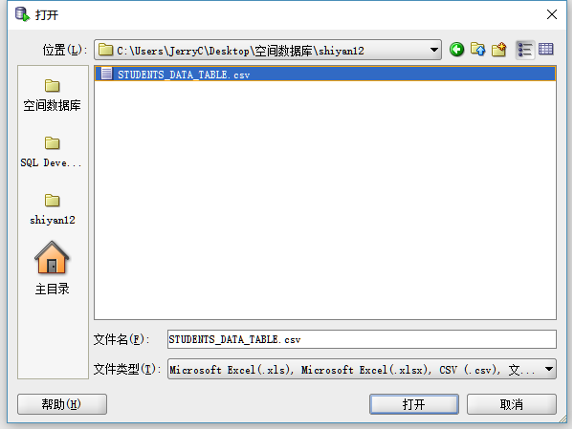 打开
位置(L):
C:\Users\JerryC\Desktop\空间数据库\shiyan12
STUDENTS_DATA_TABLE.csv
空间数据库
SQL Deve...
shiyan12
主目录
文件名(F):
STUDENTS_DATA_TABLE.csv
文件类型(T):
Microsoft Excel(.xls), Microsoft Excel(.xlsx), CSV (.csv), 文...
帮助(H)
打开
取消